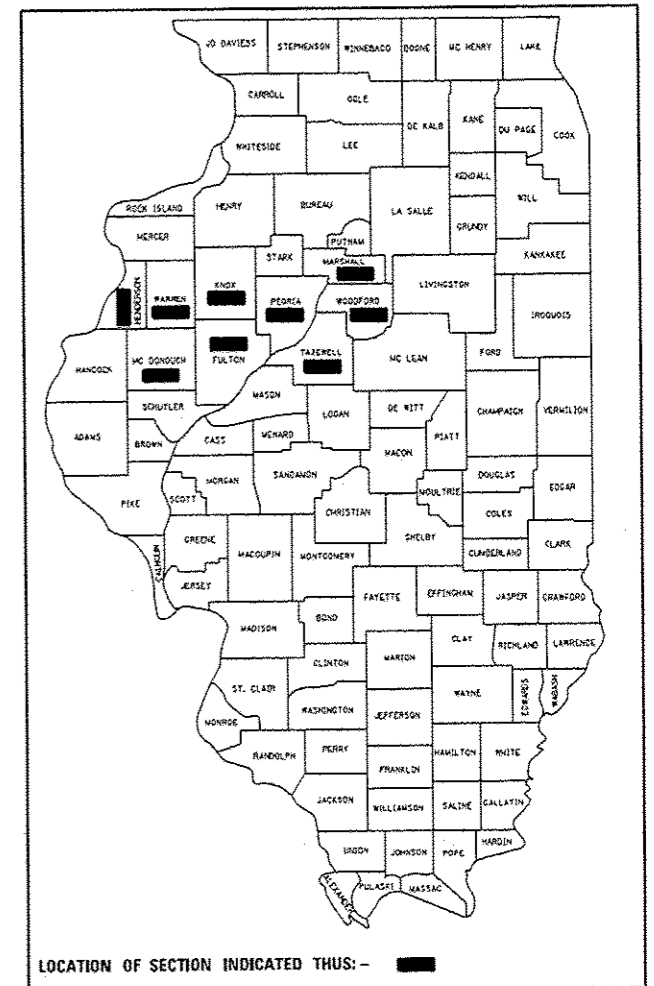 JO DAVIESS STEPHENSON WINNEBAGO BOONE MC HENRY LAKE
CARROLL OGLE
DE KALB KANE DU PAGE COOK
WHITESIDE LEE
KENDALL WILL
ROCK ISLAND HENRY BUREAU LA SALLE GRUNDY
MERCER PUTNAM
STARK MARSHALL KANKAKEE
HENDERSON WARREN KNOX PEORIA WOODFORD LIVINGSTON IROQUOIS
HANCOCK MC DONOUGH FULTON TAZEWELL MC LEAN FORD
SCHUYLER MASON LOGAN DE WITT CHAMPAIGN VERMILION
ADAMS BROWN CASS MENARD MACON PIATT
PIKE SCOTT MORGAN SANGAMON MOULTRIE DOUGLAS EDGAR
CHRISTIAN COLES
CALHOUN GREENE MACOUPIN MONTGOMERY SHELBY CUMBERLAND CLARK
JERSEY FAYETTE EFFINGHAM JASPER CRAWFORD
MADISON BOND CLAY RICHLAND LAWRENCE
CLINTON MARION
ST. CLAIR WASHINGTON JEFFERSON WAYNE EDWARDS WABASH
MONROE
RANDOLPH PERRY HAMILTON WHITE
FRANKLIN
JACKSON WILLIAMSON SALINE GALLATIN
UNION JOHNSON POPE HARDIN
ALEXANDER PULASKI MASSAC
LOCATION OF SECTION INDICATED THUS: -